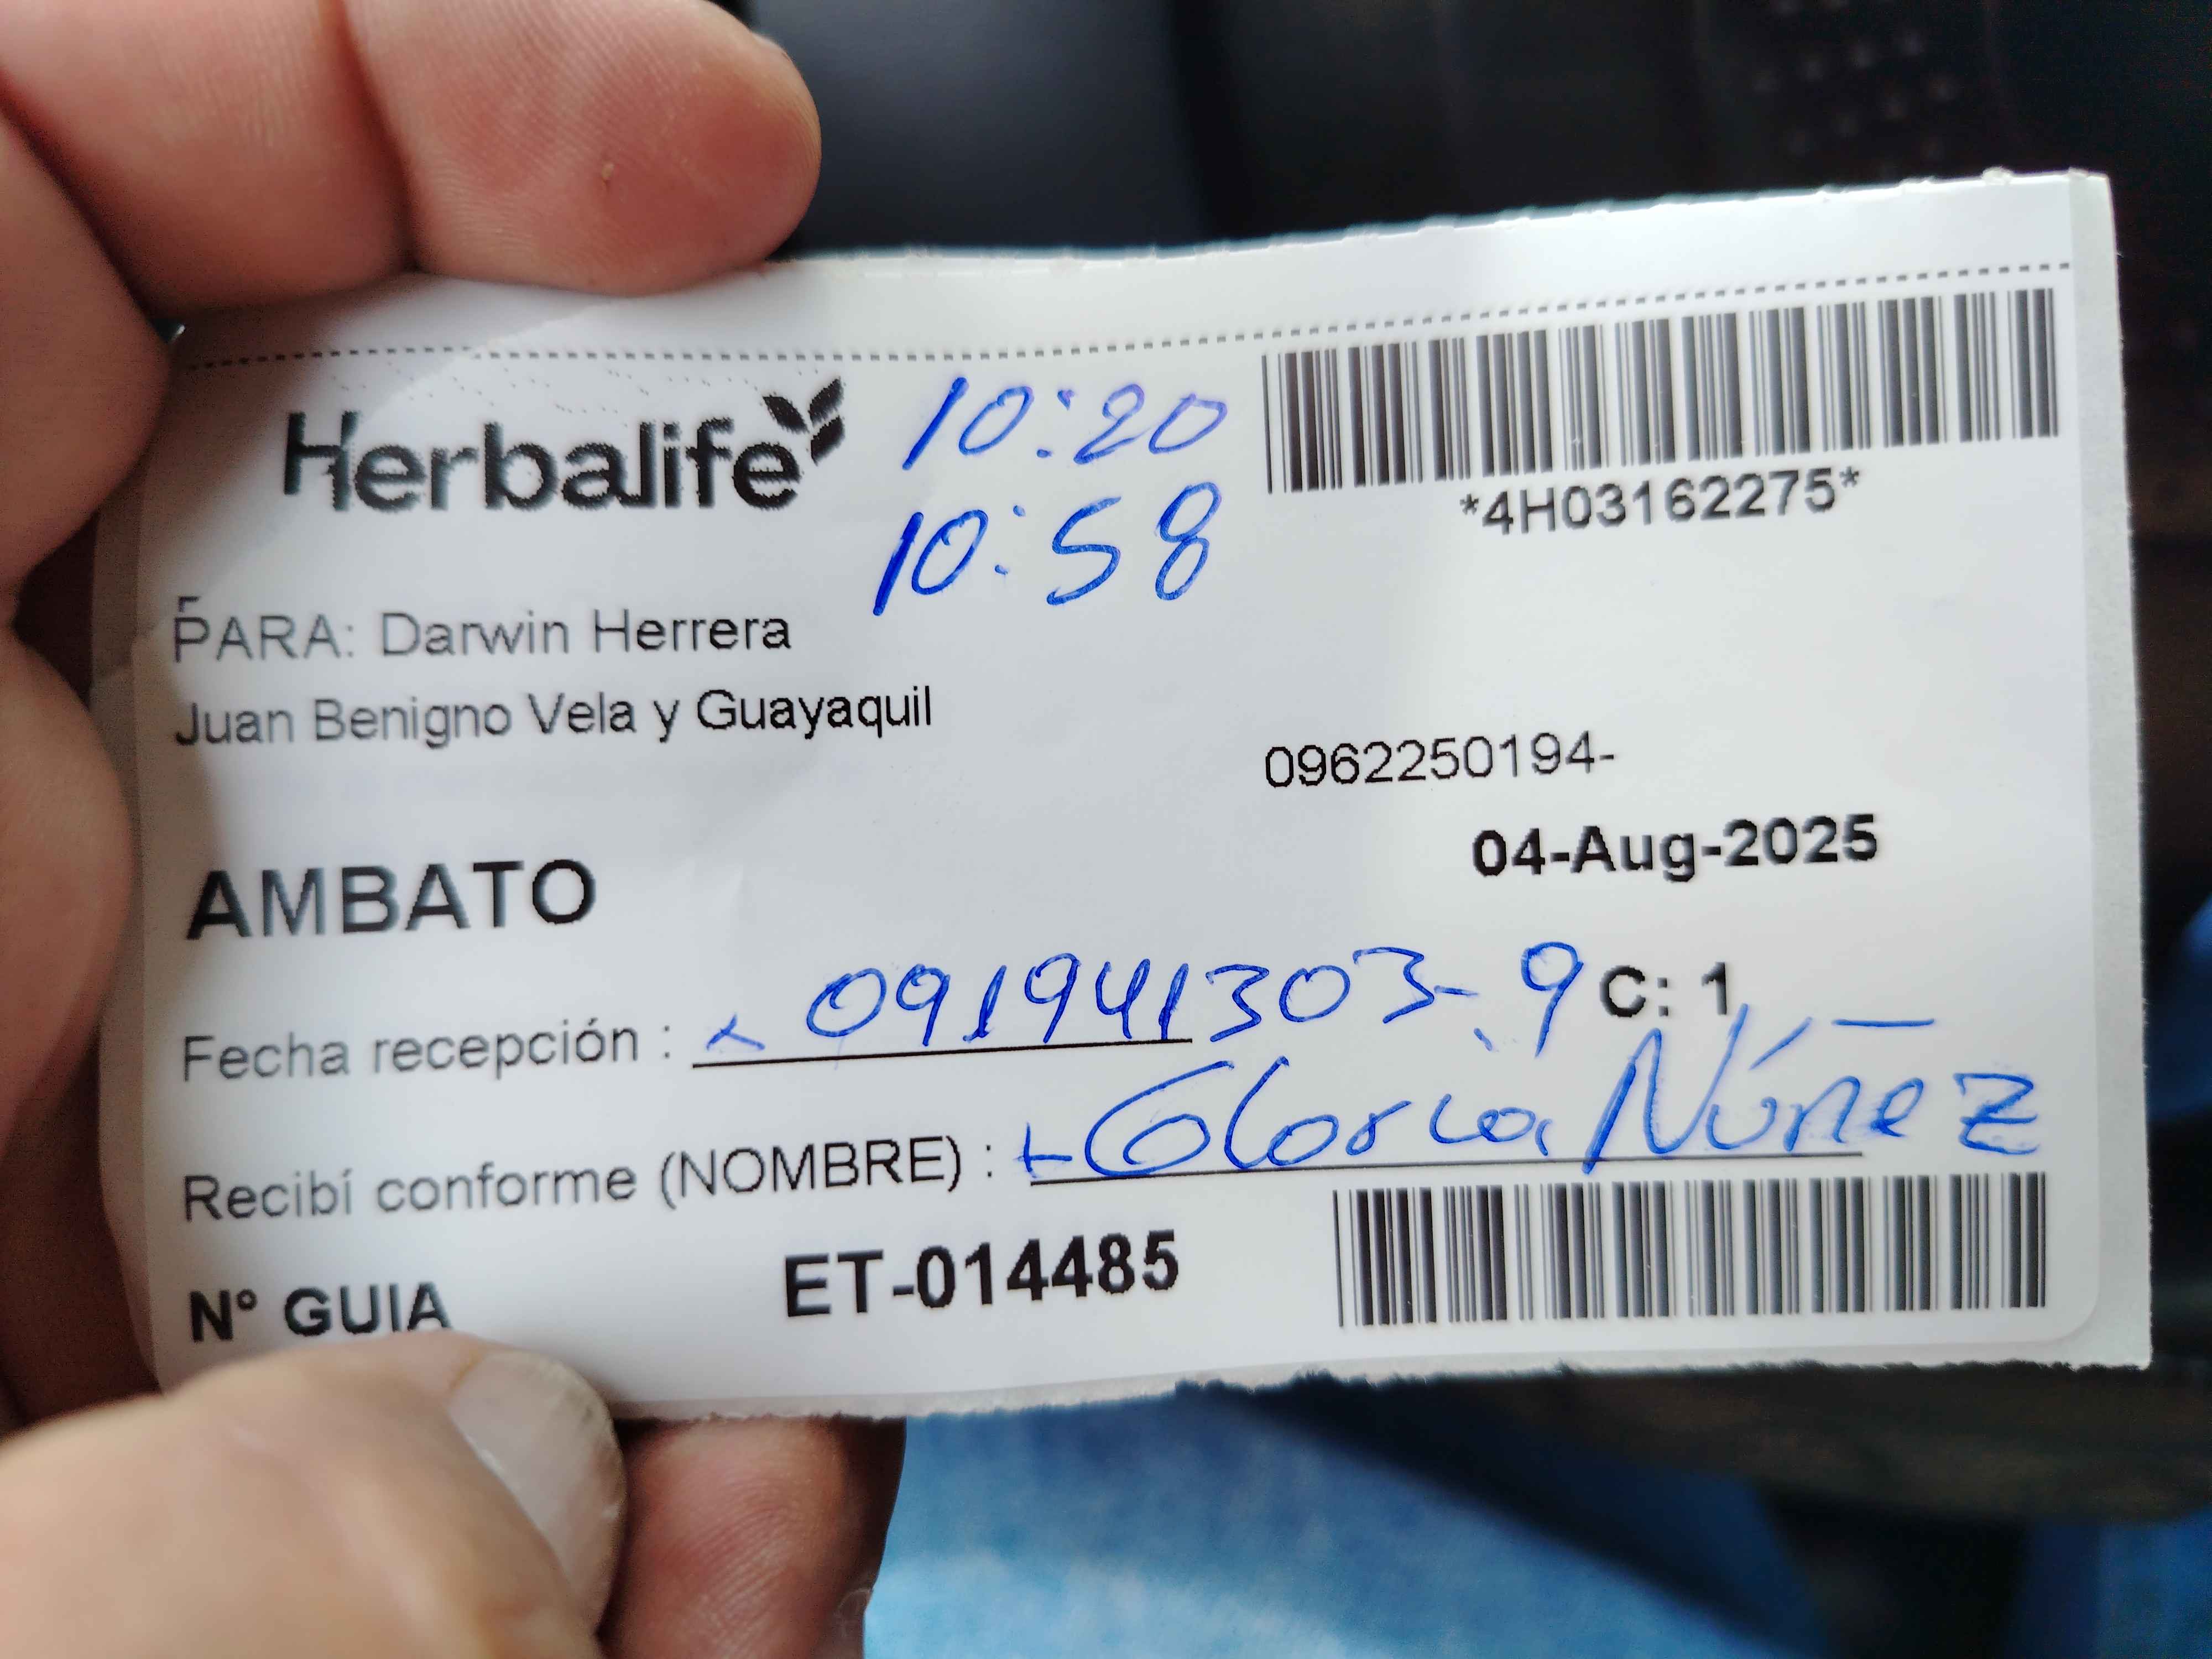 Herbalife
10:20
10:58
*4H03162275*
PARA: Darwin Herrera
Juan Benigno Vela y Guayaquil
0962250194-
04-Aug-2025
AMBATO
Fecha recepción : x 091941303-9 C: 1
Recibí conforme (NOMBRE) : + Gloria Núñez
N° GUIA ET-014485